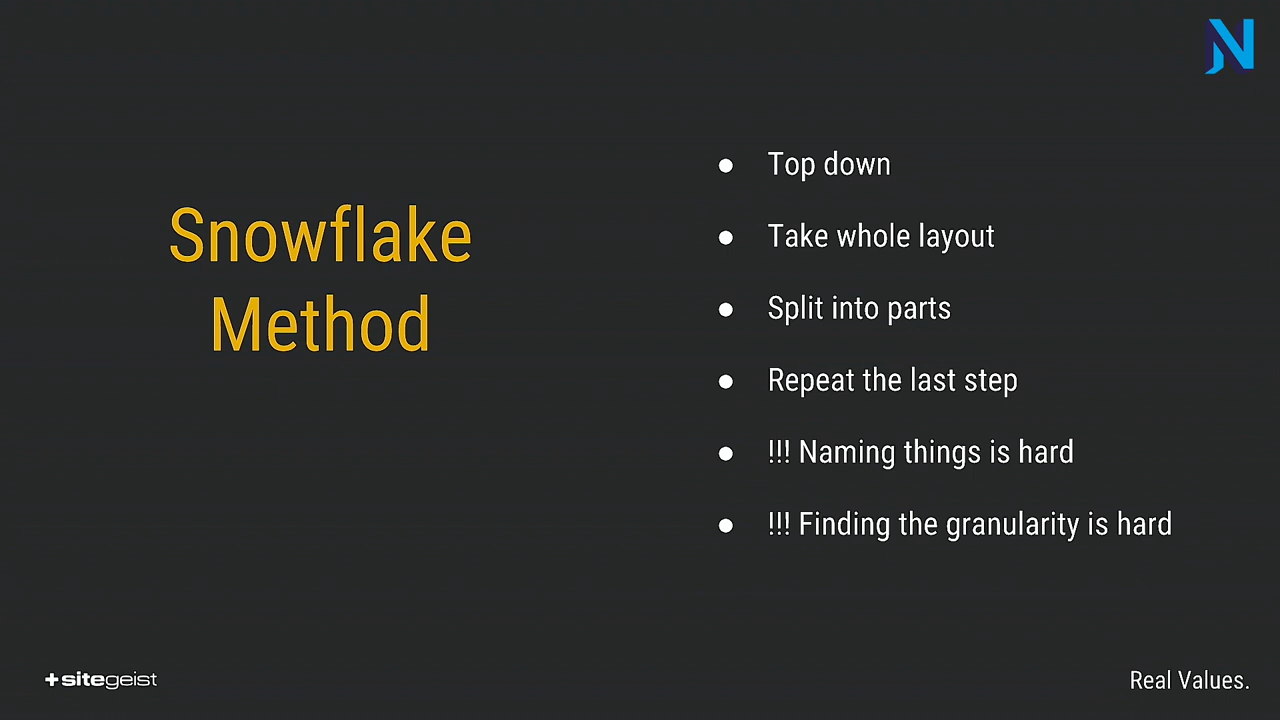 Snowflake
Method
● Top down
● Take whole layout
● Split into parts
● Repeat the last step
● !!! Naming things is hard
● !!! Finding the granularity is hard
+sitegeist
Real Values.